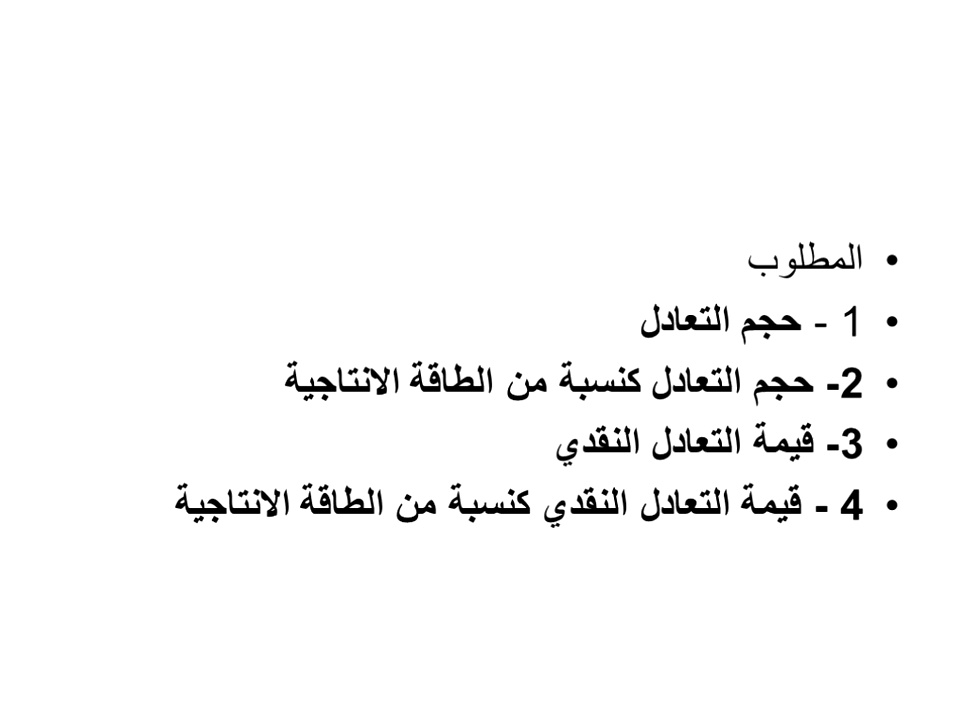 • المطلوب
• 1 - حجم التعادل
• 2- حجم التعادل كنسبة من الطاقة الانتاجية
• 3- قيمة التعادل النقدي
• 4 - قيمة التعادل النقدي كنسبة من الطاقة الانتاجية